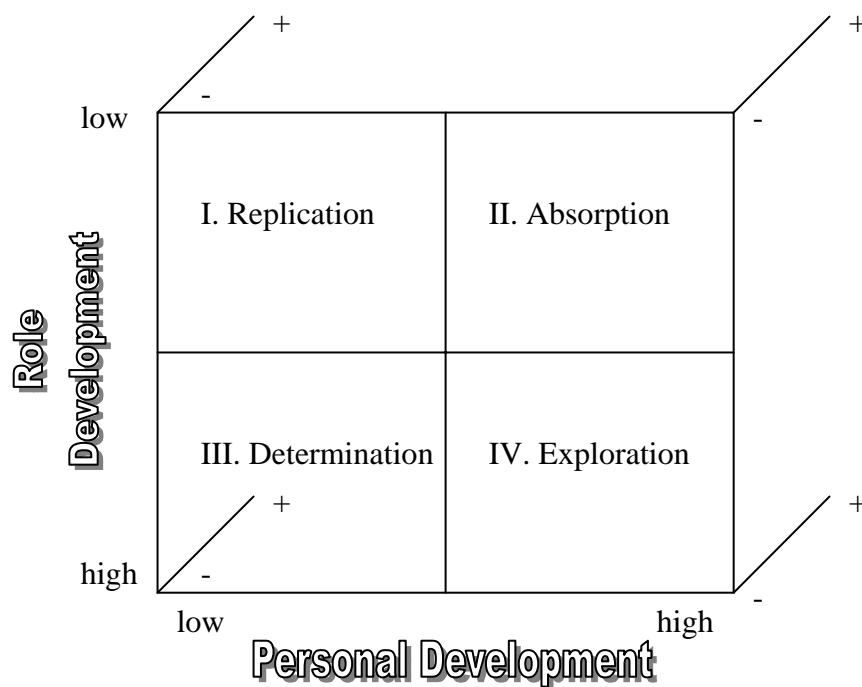 + +
- -
low
I. Replication II. Absorption
Role
Development
III. Determination IV. Exploration
+ +
high - -
low high
Personal Development